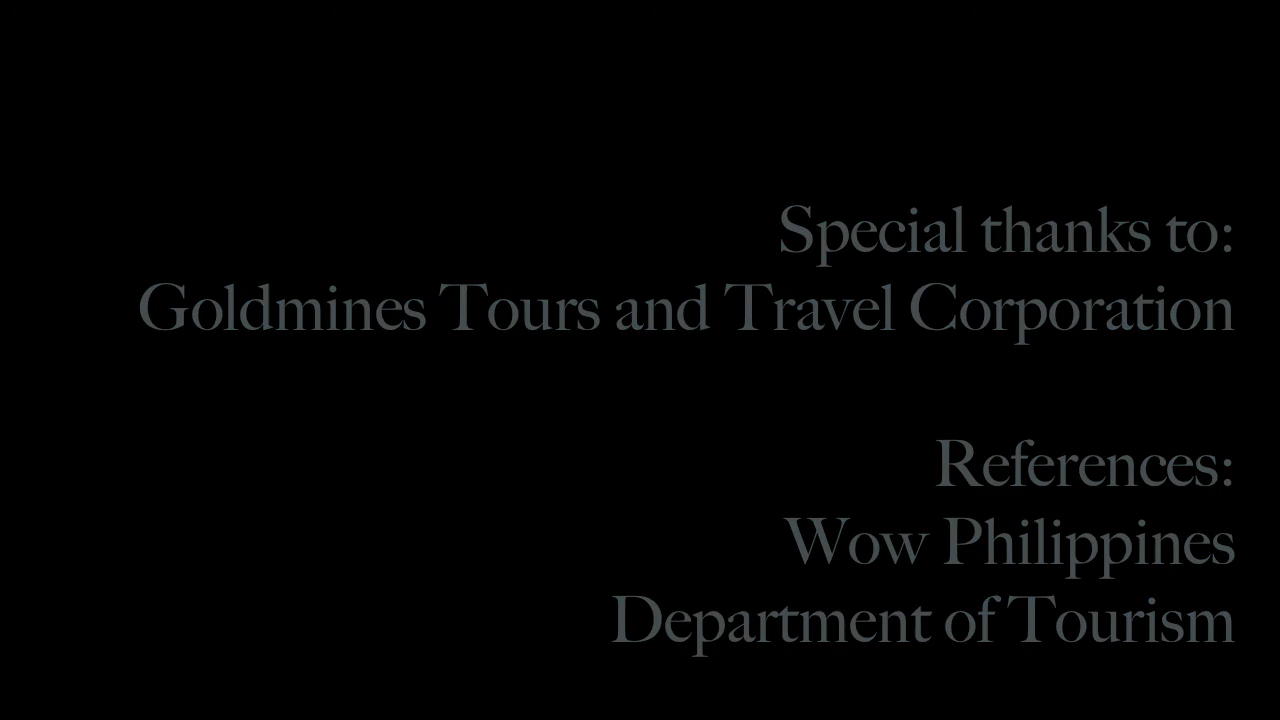 Special thanks to:
Goldmines Tours and Travel Corporation
References:
Wow Philippines
Department of Tourism